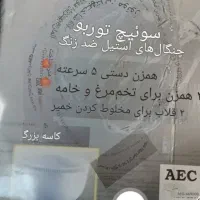 سوئیچ توربو
چنگال‌های استیل ضد زنگ
همزن دستی ۵ سرعته
۲ همزن برای تخم‌مرغ و خامه
۲ قلاب برای مخلوط کردن خمیر
کاسه بزرگ
AEC